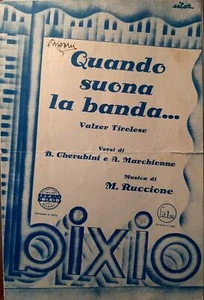 Quando
suona
la banda...
Valzer Tirolese
Versi di
B. Cherubini e A. Marchionne
Musica di
M. Ruccione
bixio